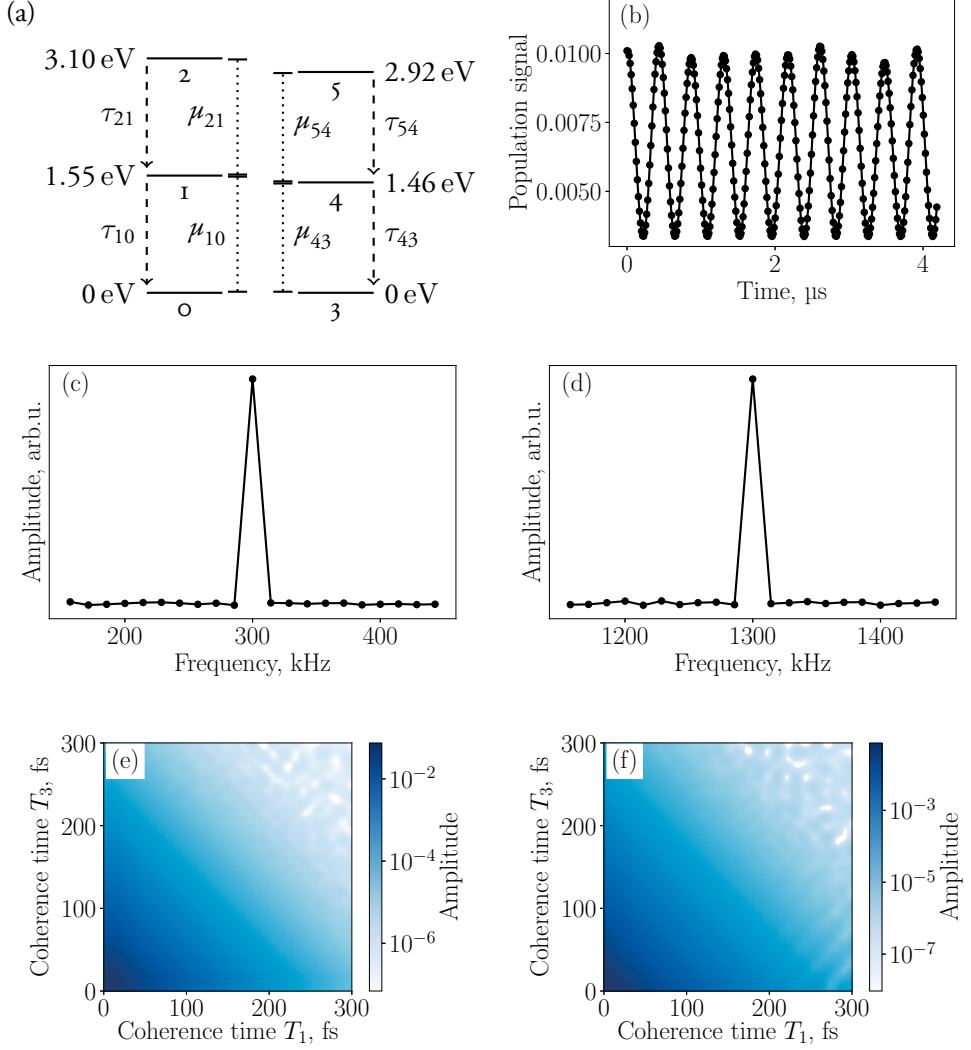 (a)
3.10 eV
2
5
2.92 eV
τ21
μ21
μ54
τ54
1.55 eV
1
4
1.46 eV
τ10
μ10
μ43
τ43
0 eV
0
3
0 eV
(b)
Population signal
0.0100
0.0075
0.0050
0 2 4
Time, µs
(c)
Amplitude, arb.u.
200 300 400
Frequency, kHz
(d)
Amplitude, arb.u.
1200 1300 1400
Frequency, kHz
(e)
Coherence time T3, fs
300
200
100
0
0 100 200 300
Coherence time T1, fs
10−2
10−4
10−6
Amplitude
(f)
Coherence time T3, fs
300
200
100
0
0 100 200 300
Coherence time T1, fs
10−3
10−5
10−7
Amplitude